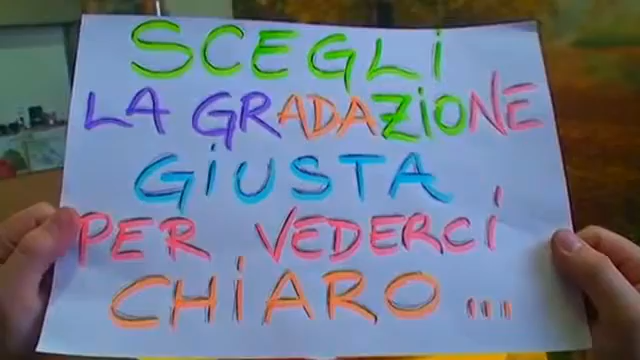 SCEGLi
LA GRADAZiONE
GiUSTA
PER VEDERCi
CHiARO...